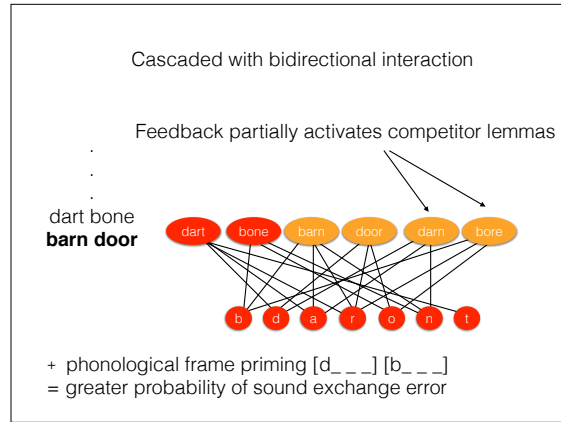 Cascaded with bidirectional interaction
Feedback partially activates competitor lemmas
.
.
.
dart bone
barn door
dart bone barn door darn bore
b d a r o n t
+ phonological frame priming [d_ _ _] [b_ _ _]
= greater probability of sound exchange error